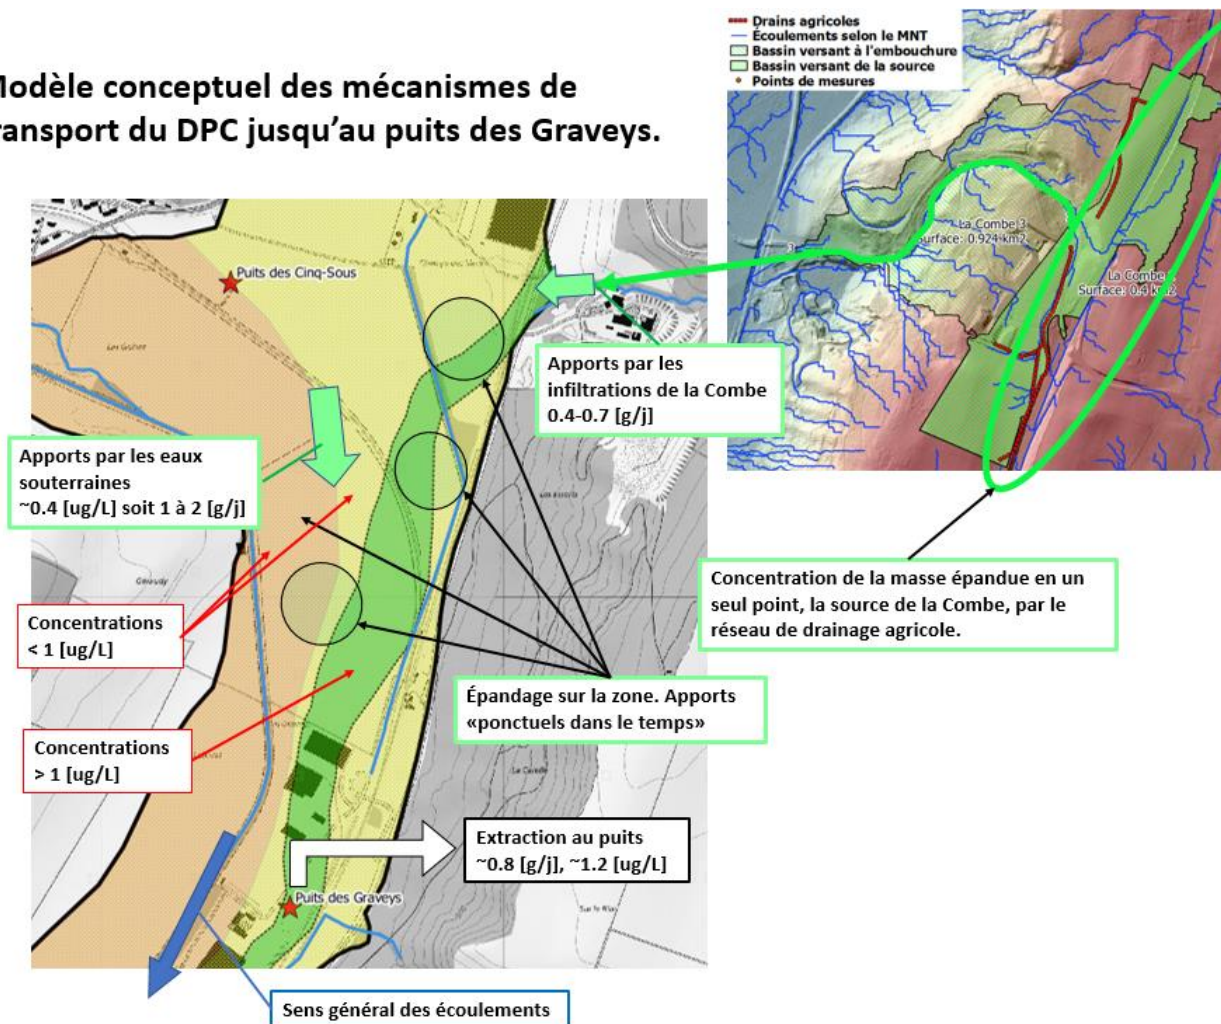 Modèle conceptuel des mécanismes de
transport du DPC jusqu'au puits des Graveys.
Drains agricoles
Écoulements selon le MNT
Bassin versant à l'embouchure
Bassin versant de la source
Points de mesures
La Combe 3
Surface: 0.924 km2
3
La Combe
Surface: 0.4 km2
Puits des Cinq-Sous
Apports par les
infiltrations de la Combe
0.4-0.7 [g/j]
Apports par les eaux
souterraines
~0.4 [ug/L] soit 1 à 2 [g/j]
Concentration de la masse épandue en un
seul point, la source de la Combe, par le
réseau de drainage agricole.
Concentrations
< 1 [ug/L]
Épandage sur la zone. Apports
«ponctuels dans le temps»
Concentrations
> 1 [ug/L]
Extraction au puits
~0.8 [g/j], ~1.2 [ug/L]
Puits des Graveys
Sens général des écoulements